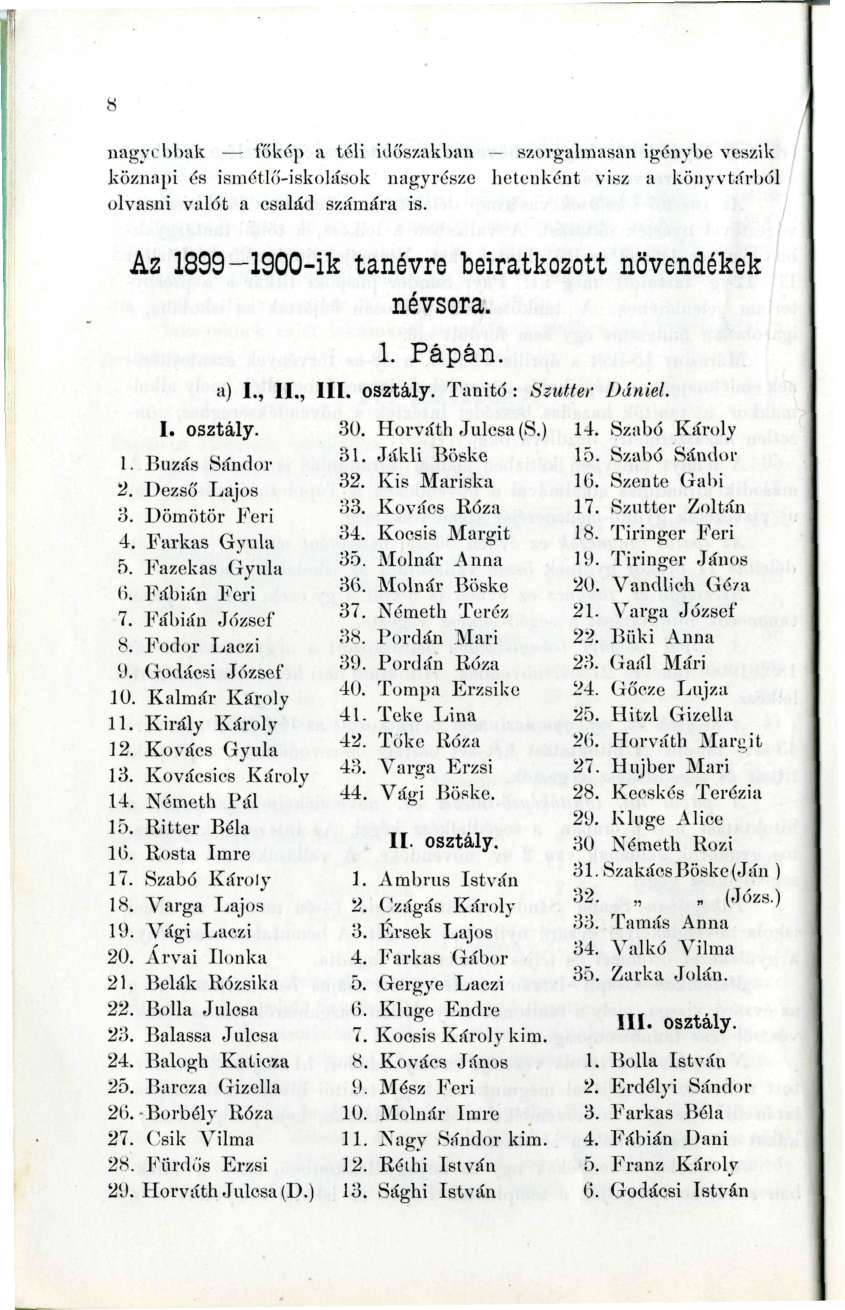 8
nagyobbak — főkép a téli időszakban — szorgalmasan igénybe veszik
köznapi és ismétlő-iskolások nagyrésze hetenként visz a könyvtárból
olvasni valót a család számára is.
Az 1899—1900-ik tanévre beiratkozott növendékek
névsora.
1. Pápán.
a) I., II., III. osztály. Tanitó : Szutter Dániel.
I. osztály.
1. Buzás Sándor
2. Dezső Lajos
3. Dömötör Feri
4. Farkas Gyula
5. Fazekas Gyula
6. Fábián Feri
7. Fábián József
8. Fodor Laczi
9. Godácsi József
10. Kalmár Károly
11. Király Károly
12. Kovács Gyula
13. Kovácsics Károly
14. Németh Pál
15. Ritter Béla
16. Rosta Imre
17. Szabó Károly
18. Varga Lajos
19. Vági Laczi
20. Árvai Ilonka
21. Belák Rózsika
22. Bolla Julcsa
23. Balassa Julcsa
24. Balogh Katicza
25. Barcza Gizella
26. Borbély Róza
27. Csik Vilma
28. Fürdős Erzsi
29. Horváth Julcsa (D.)
30. Horváth Julcsa (S.)
31. Jákli Böske
32. Kis Mariska
33. Kovács Róza
34. Kocsis Margit
35. Molnár Anna
36. Molnár Böske
37. Németh Teréz
38. Pordán Mari
39. Pordán Róza
40. Tompa Erzsike
41. Teke Lina
42. Tóke Róza
43. Varga Erzsi
44. Vági Böske.
II. osztály.
1. Ambrus István
2. Czágás Károly
3. Érsek Lajos
4. Farkas Gábor
5. Gergye Laczi
6. Kluge Endre
7. Kocsis Károly kim.
8. Kovács János
9. Mész Feri
10. Molnár Imre
11. Nagy Sándor kim.
12. Réthi István
13. Sághi István
14. Szabó Károly
15. Szabó Sándor
16. Szente Gabi
17. Szutter Zoltán
18. Tiringer Feri
19. Tiringer János
20. Vandlich Géza
21. Varga József
22. Büki Anna
23. Gaál Mári
24. Gőcze Lujza
25. Hitzl Gizella
26. Horváth Margit
27. Hujber Mari
28. Kecskés Terézia
29. Kluge Alice
30 Németh Rozi
31. Szakács Böske (Ján )
32. „ „ (Józs.)
33. Tamás Anna
34. Valkó Vilma
35. Zarka Jolán.
III. osztály.
1. Bolla István
2. Erdélyi Sándor
3. Farkas Béla
4. Fábián Dani
5. Franz Károly
6. Godácsi István